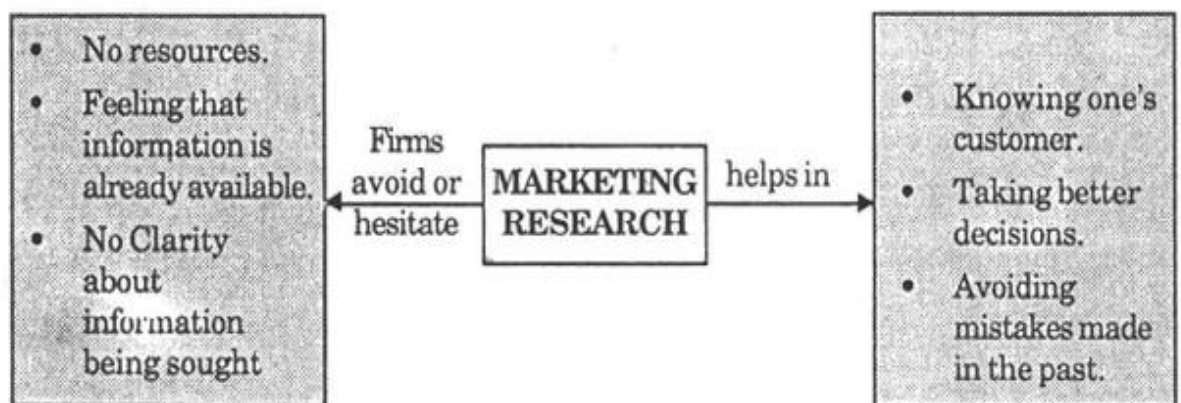 • No resources.
• Feeling that
information is
already available.
• No Clarity
about
information
being sought
Firms
avoid or
hesitate
MARKETING
RESEARCH
helps in
• Knowing one's
customer.
• Taking better
decisions.
• Avoiding
mistakes made
in the past.